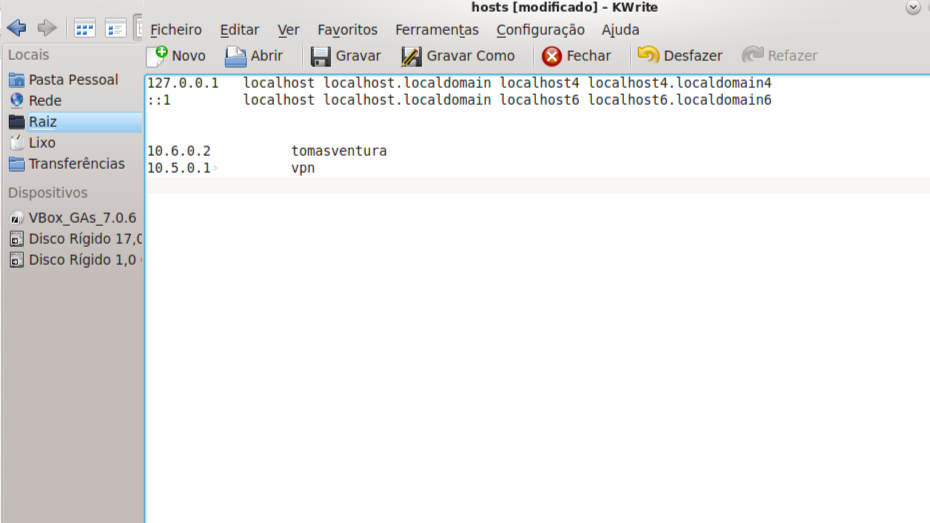 hosts [modificado] – KWrite
Ficheiro Editar Ver Favoritos Ferramentas Configuração Ajuda
Novo Abrir Gravar Gravar Como Fechar Desfazer Refazer
Locais
Pasta Pessoal
Rede
Raiz
Lixo
Transferências
Dispositivos
VBox_GAs_7.0.6
Disco Rígido 17,0
Disco Rígido 1,0
127.0.0.1 localhost localhost.localdomain localhost4 localhost4.localdomain4
::1 localhost localhost.localdomain localhost6 localhost6.localdomain6
10.6.0.2 tomasventura
10.5.0.1 vpn